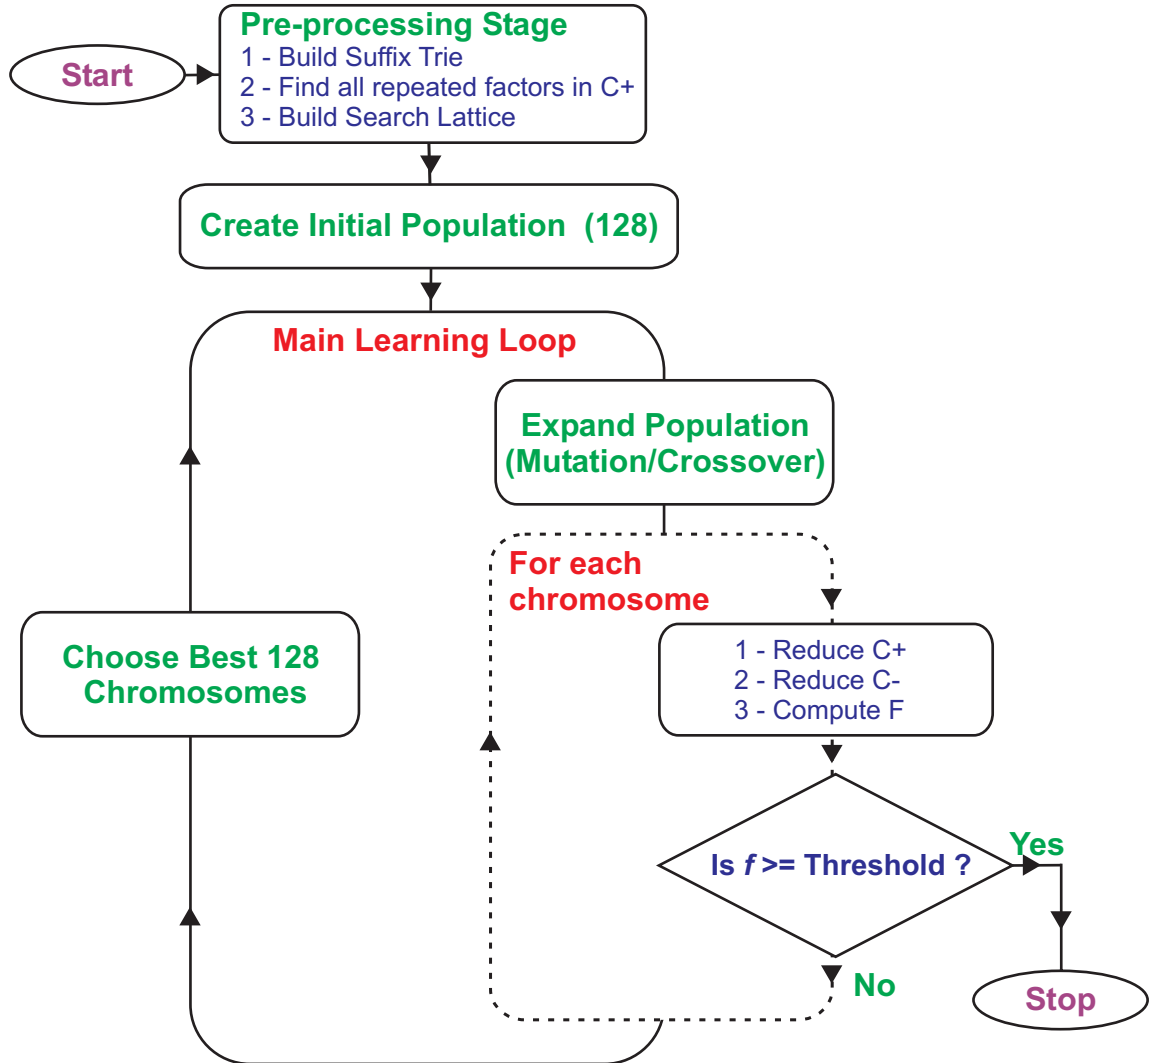 Pre-processing Stage
Start
1 - Build Suffix Trie
2 - Find all repeated factors in C+
3 - Build Search Lattice
Create Initial Population (128)
Main Learning Loop
Expand Population
(Mutation/Crossover)
For each
chromosome
Choose Best 128
Chromosomes
1 - Reduce C+
2 - Reduce C-
3 - Compute F
Is f >= Threshold ?
Yes
No
Stop